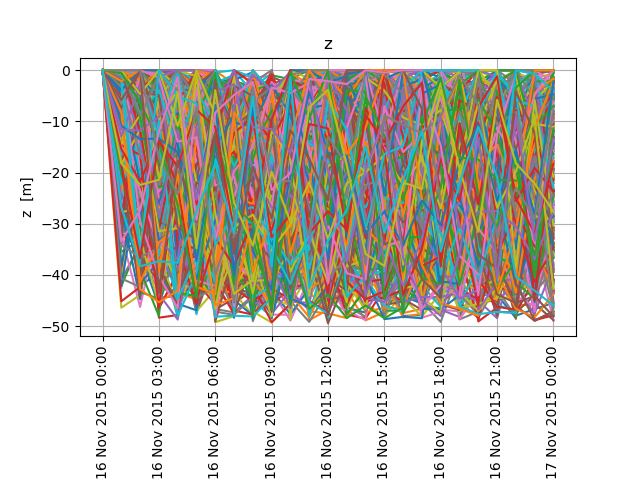 z
0
−10
−20
−30
−40
−50
z [m]
16 Nov 2015 00:00
16 Nov 2015 03:00
16 Nov 2015 06:00
16 Nov 2015 09:00
16 Nov 2015 12:00
16 Nov 2015 15:00
16 Nov 2015 18:00
16 Nov 2015 21:00
17 Nov 2015 00:00